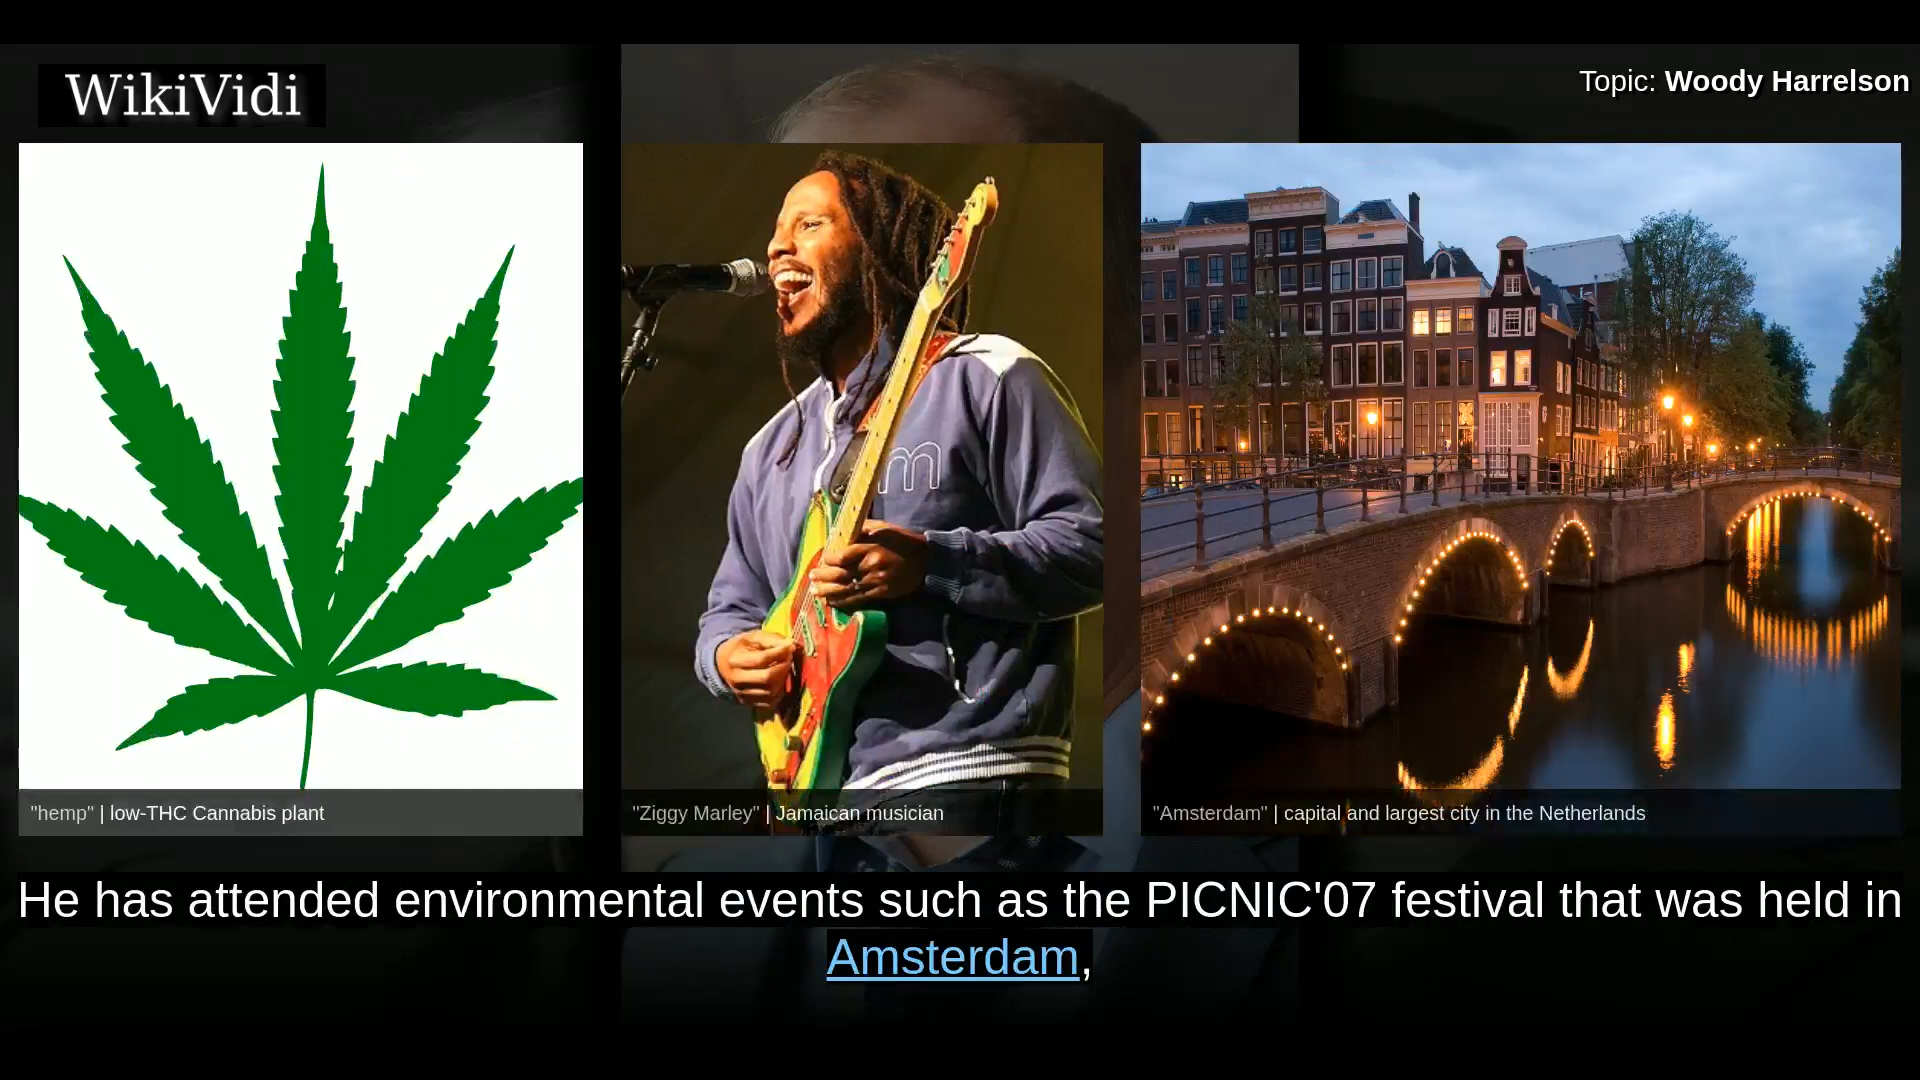 WikiVidi
Topic: Woody Harrelson
m
"hemp" | low-THC Cannabis plant
"Ziggy Marley" | Jamaican musician
"Amsterdam" | capital and largest city in the Netherlands
He has attended environmental events such as the PICNIC'07 festival that was held in
Amsterdam,